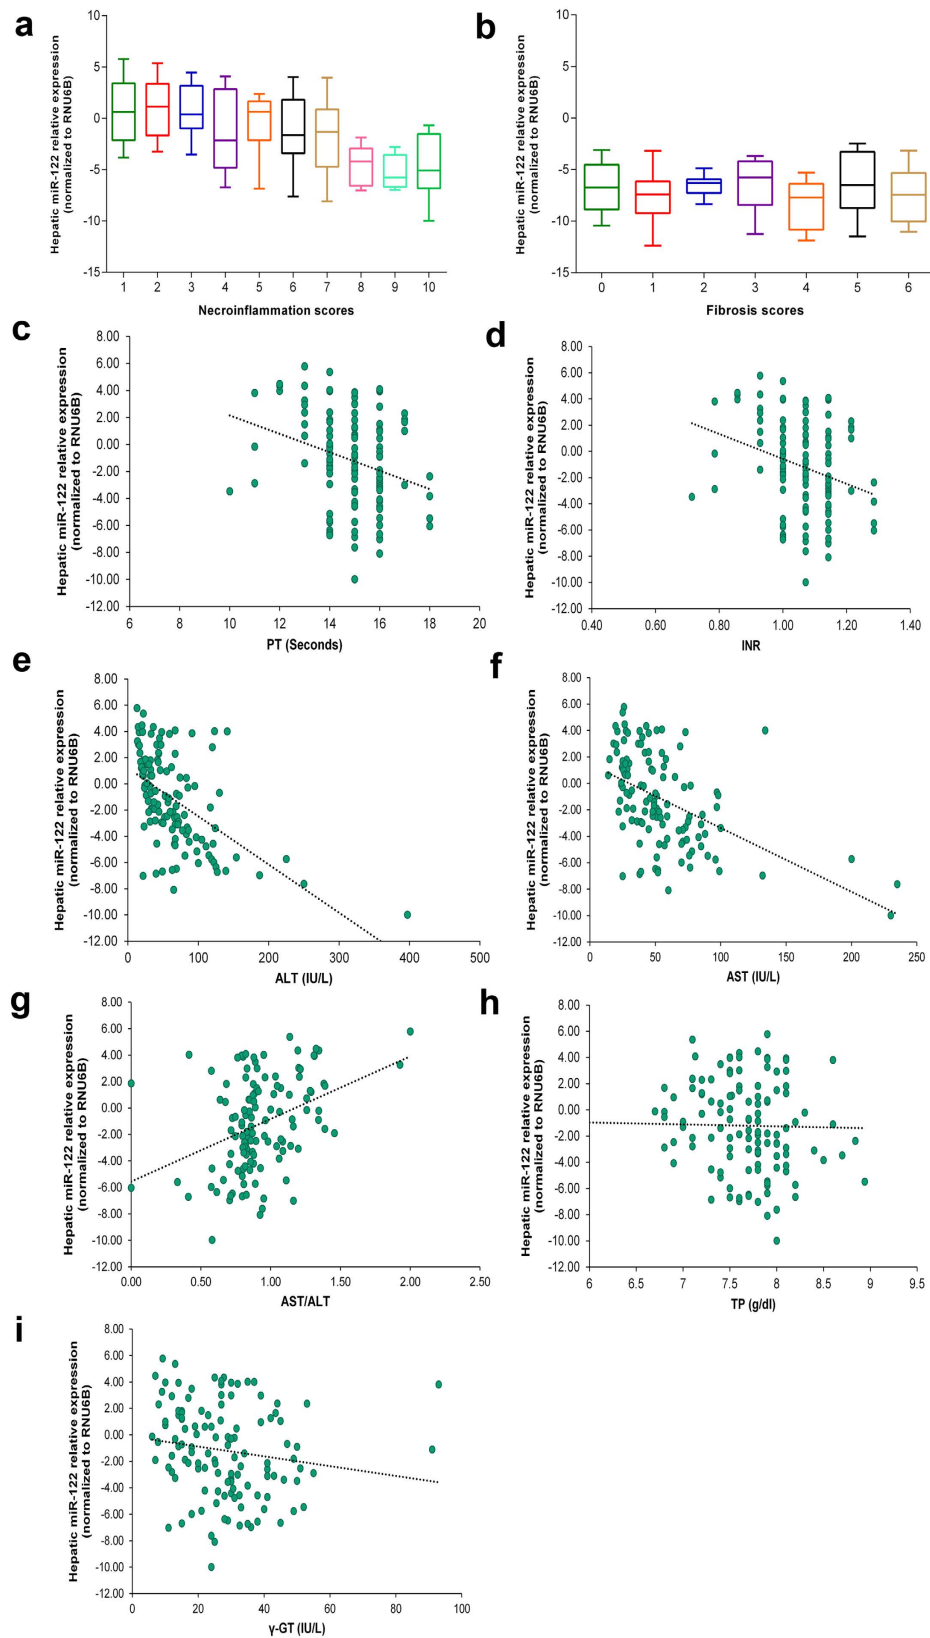 a
Hepatic miR-122 relative expression
(normalized to RNU6B)
10
5
0
-5
-10
-15
1 2 3 4 5 6 7 8 9 10
Necroinflammation scores
b
Hepatic miR-122 relative expression
(normalized to RNU6B)
10
5
0
-5
-10
-15
0 1 2 3 4 5 6
Fibrosis scores
c
Hepatic miR-122 relative expression
(normalized to RNU6B)
8.00
6.00
4.00
2.00
0.00
-2.00
-4.00
-6.00
-8.00
-10.00
-12.00
6 8 10 12 14 16 18 20
PT (Seconds)
d
Hepatic miR-122 relative expression
(normalized to RNU6B)
8.00
6.00
4.00
2.00
0.00
-2.00
-4.00
-6.00
-8.00
-10.00
-12.00
0.40 0.60 0.80 1.00 1.20 1.40
INR
e
Hepatic miR-122 relative expression
(normalized to RNU6B)
8.00
6.00
4.00
2.00
0.00
-2.00
-4.00
-6.00
-8.00
-10.00
-12.00
0 100 200 300 400 500
ALT (IU/L)
f
Hepatic miR-122 relative expression
(normalized to RNU6B)
8.00
6.00
4.00
2.00
0.00
-2.00
-4.00
-6.00
-8.00
-10.00
-12.00
0 50 100 150 200 250
AST (IU/L)
g
Hepatic miR-122 relative expression
(normalized to RNU6B)
8.00
6.00
4.00
2.00
0.00
-2.00
-4.00
-6.00
-8.00
-10.00
-12.00
0.00 0.50 1.00 1.50 2.00 2.50
AST/ALT
h
Hepatic miR-122 relative expression
(normalized to RNU6B)
8.00
6.00
4.00
2.00
0.00
-2.00
-4.00
-6.00
-8.00
-10.00
-12.00
6 6.5 7 7.5 8 8.5 9 9.5
TP (g/dl)
i
Hepatic miR-122 relative expression
(normalized to RNU6B)
8.00
6.00
4.00
2.00
0.00
-2.00
-4.00
-6.00
-8.00
-10.00
-12.00
0 20 40 60 80 100
γ-GT (IU/L)